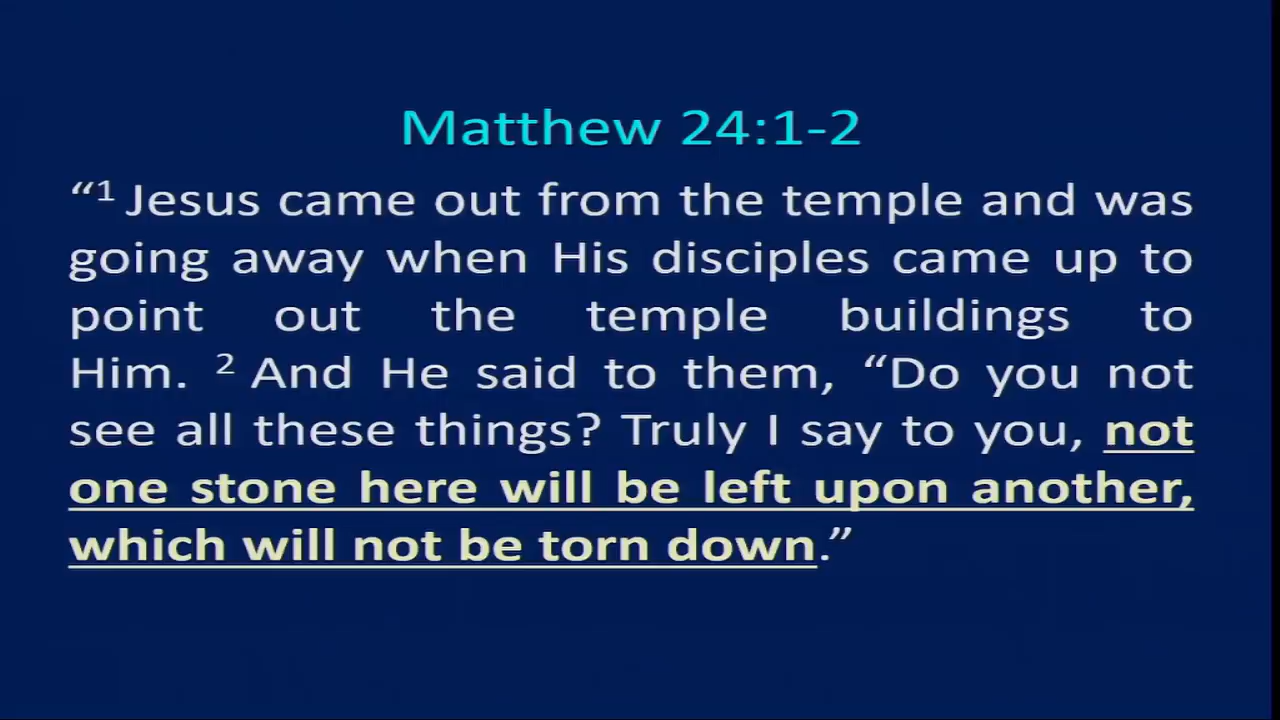 Matthew 24:1-2
“¹ Jesus came out from the temple and was
going away when His disciples came up to
point out the temple buildings to
Him. ² And He said to them, “Do you not
see all these things? Truly I say to you, not
one stone here will be left upon another,
which will not be torn down.”